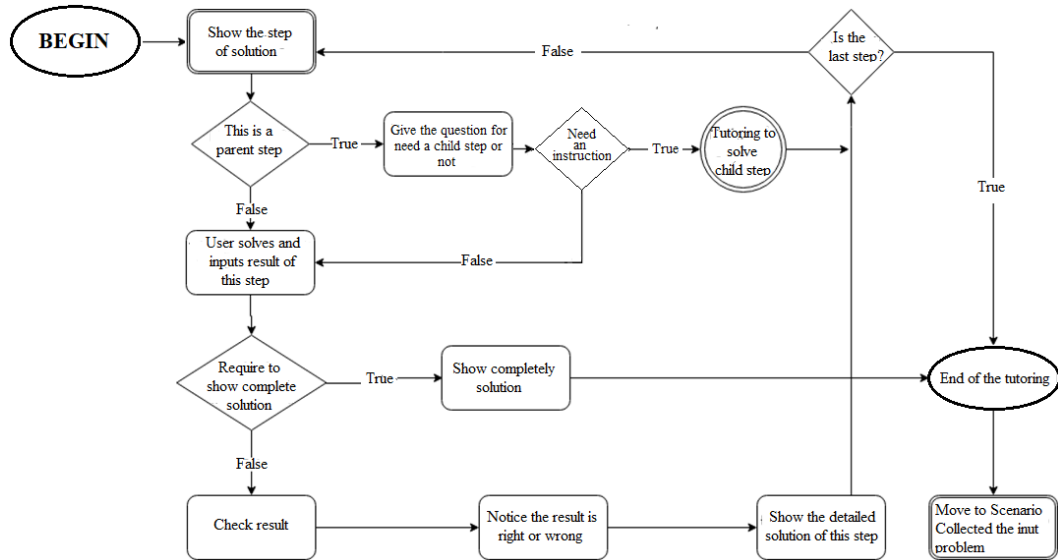 BEGIN
Show the step
of solution
False
Is the
last step?
This is a
parent step
True
Give the question for
need a child step or
not
Need
an
instruction
True
Tutoring to
solve
child step
True
False
User solves and
inputs result of
this step
False
Require to
show complete
solution
True
Show completely
solution
End of the tutoring
False
Check result
Notice the result is
right or wrong
Show the detailed
solution of this step
Move to Scenario
Collected the inut
problem